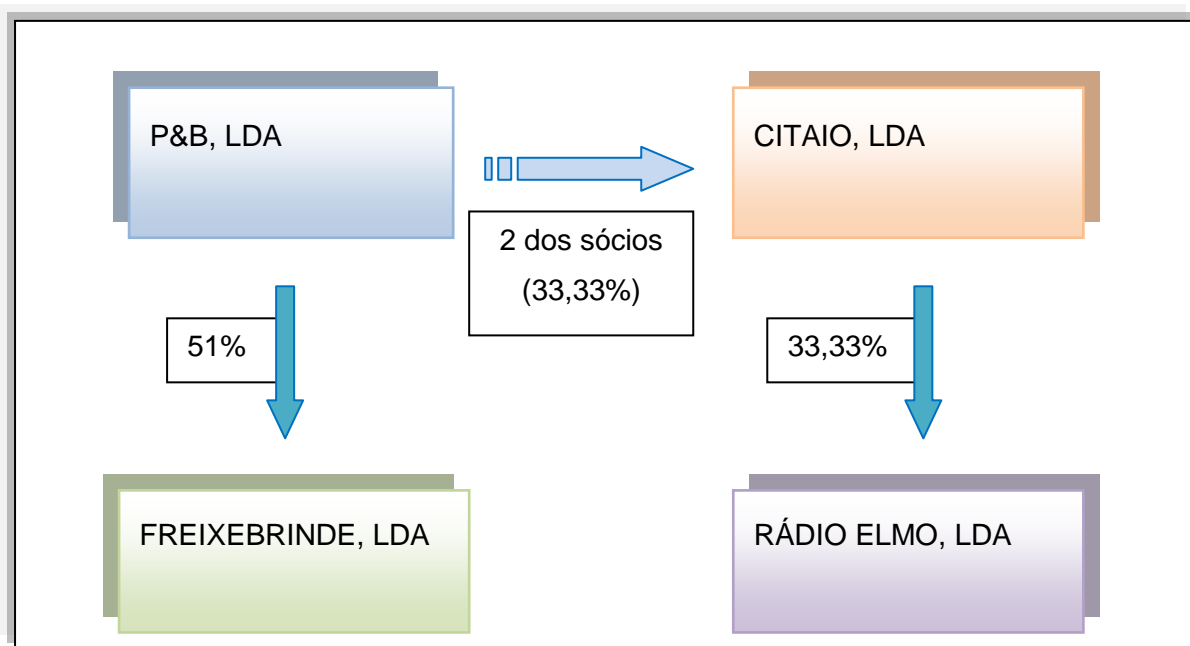 P&B, LDA
CITAIO, LDA
2 dos sócios
(33,33%)
51%
33,33%
FREIXEBRINDE, LDA
RÁDIO ELMO, LDA